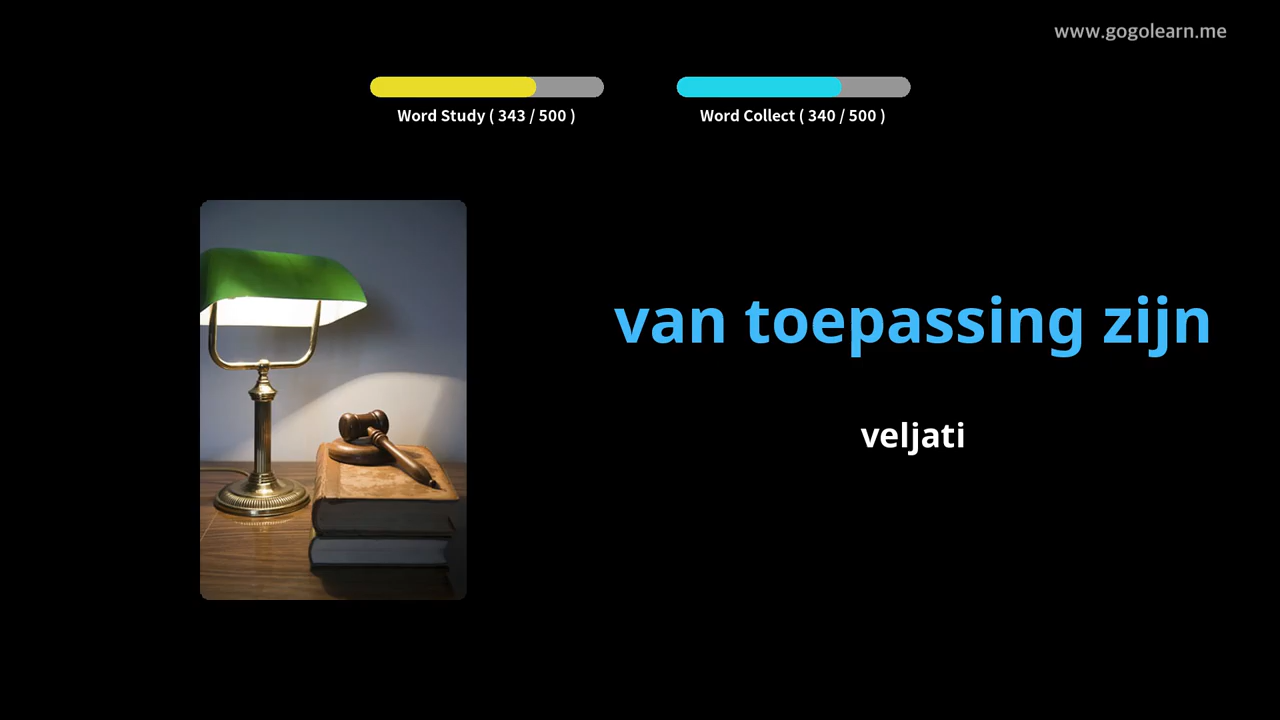 www.gogolearn.me
Word Study ( 343 / 500 )
Word Collect ( 340 / 500 )
van toepassing zijn
veljati